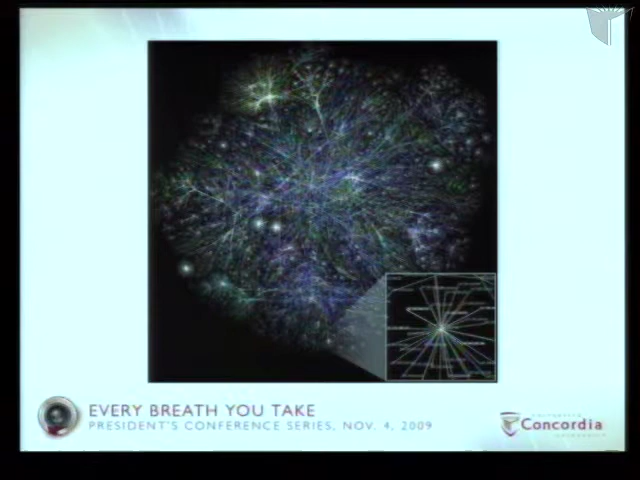 EVERY BREATH YOU TAKE
PRESIDENT'S CONFERENCE SERIES, NOV. 4, 2009
Concordia